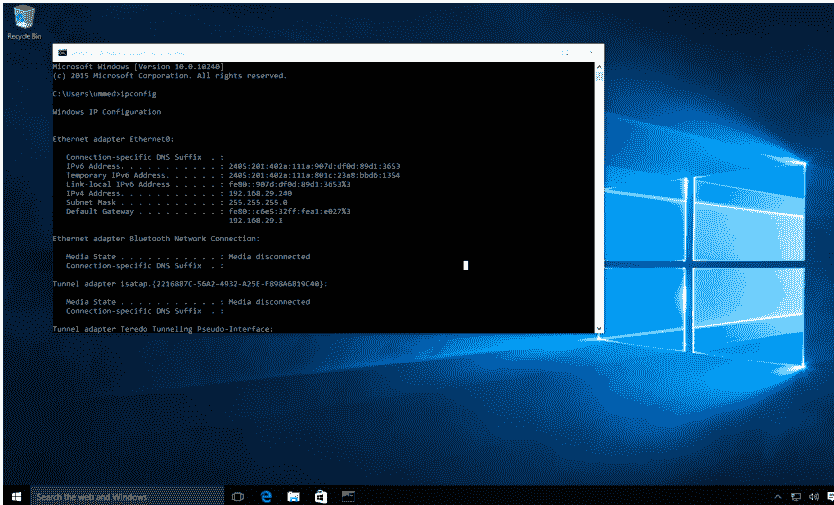 Recycle Bin
Microsoft Windows [Version 10.0.10240]
(c) 2015 Microsoft Corporation. All rights reserved.
C:\Users\ummed>ipconfig
Windows IP Configuration
Ethernet adapter Ethernet0:
Connection-specific DNS Suffix . :
IPv6 Address. . . . . . . . . . . : 2405:201:402a:111a:907d:df0d:89d1:3653
Temporary IPv6 Address. . . . . . : 2405:201:402a:111a:801c:23a8:bbd6:1354
Link-local IPv6 Address . . . . . : fe80::907d:df0d:89d1:3653%3
IPv4 Address. . . . . . . . . . . : 192.168.29.240
Subnet Mask . . . . . . . . . . . : 255.255.255.0
Default Gateway . . . . . . . . . : fe80::c6e5:32ff:fea1:e027%3
192.168.29.1
Ethernet adapter Bluetooth Network Connection:
Media State . . . . . . . . . . . : Media disconnected
Connection-specific DNS Suffix . :
Tunnel adapter isatap.{2216887C-56A2-4932-A25E-F898A6819C40}:
Media State . . . . . . . . . . . : Media disconnected
Connection-specific DNS Suffix . :
Tunnel adapter Teredo Tunneling Pseudo-Interface:
Search the web and Windows